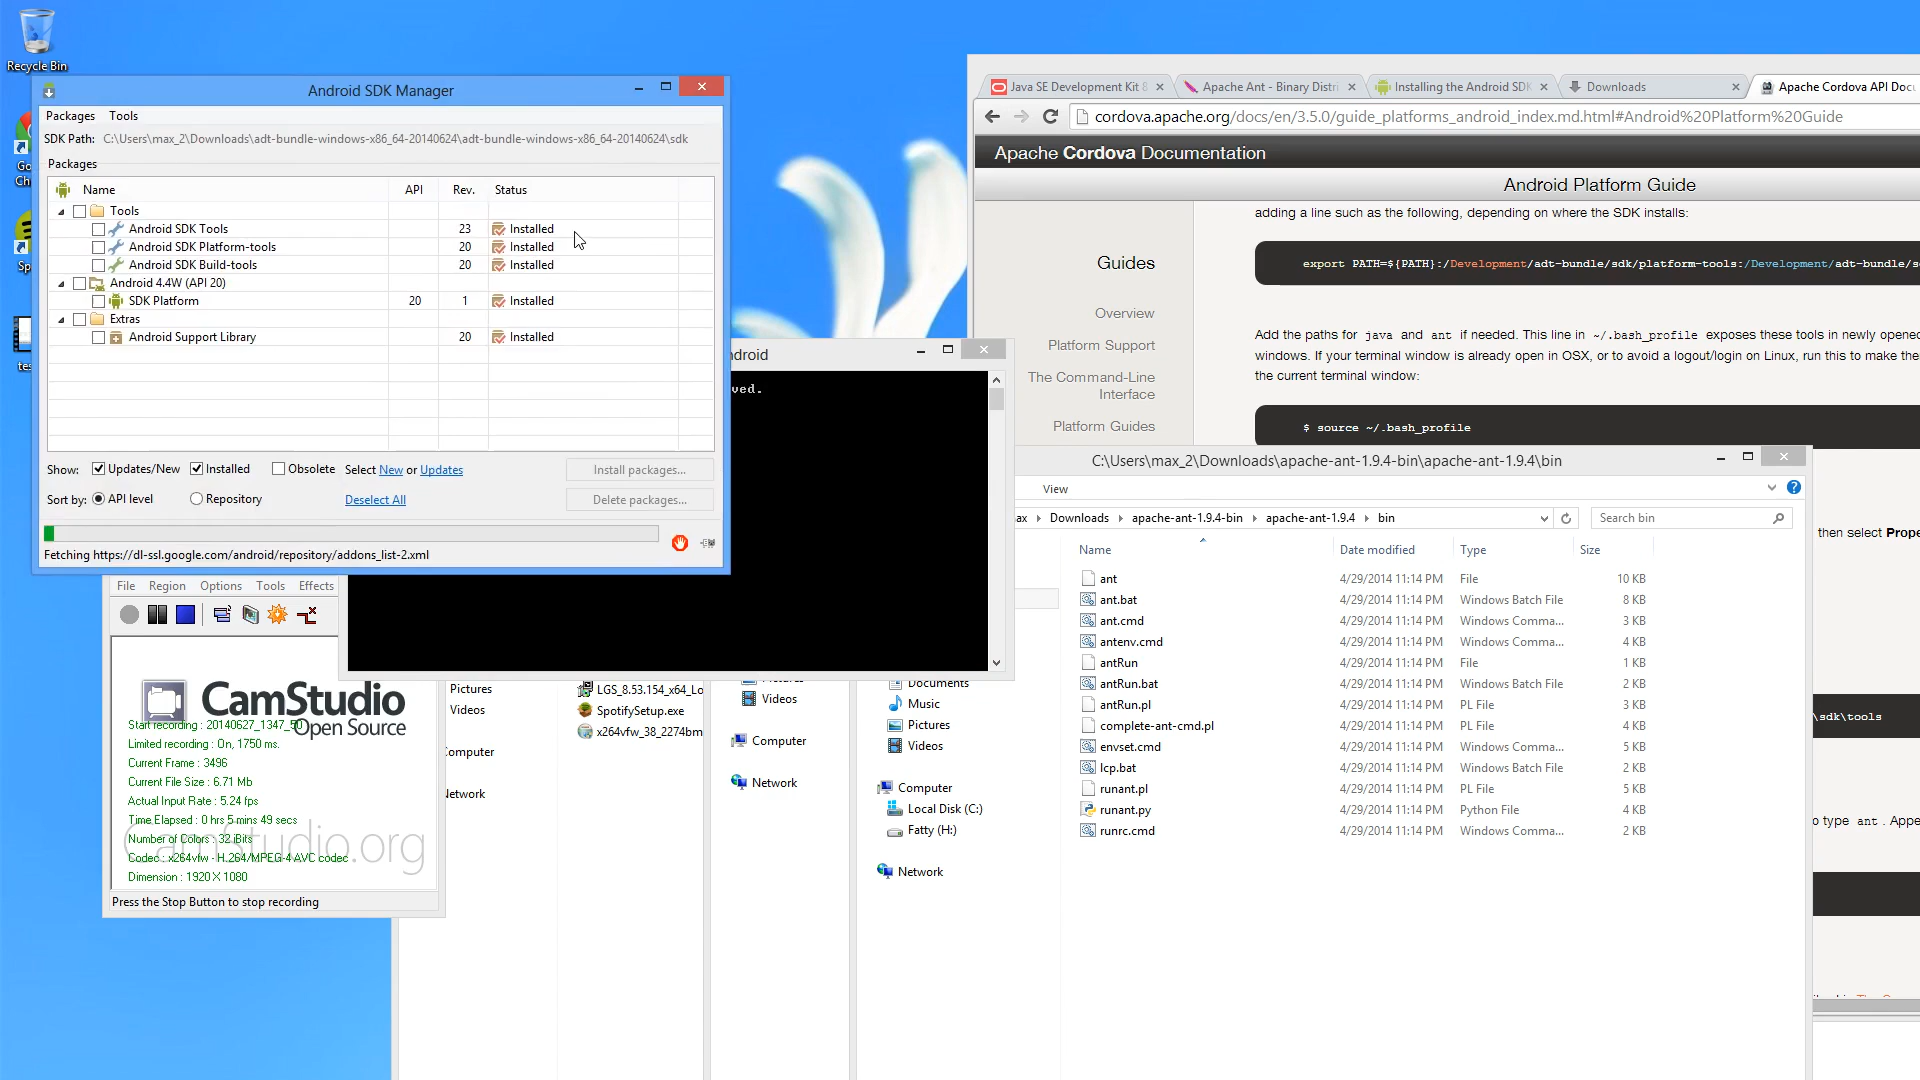 Recycle Bin
Android SDK Manager
Packages Tools
SDK Path: C:\Users\max_2\Downloads\adt-bundle-windows-x86_64-20140624\adt-bundle-windows-x86_64-20140624\sdk
Packages
Name API Rev. Status
Tools
Android SDK Tools 23 Installed
Android SDK Platform-tools 20 Installed
Android SDK Build-tools 20 Installed
Android 4.4W (API 20)
SDK Platform 20 1 Installed
Extras
Android Support Library 20 Installed
Show: Updates/New Installed Obsolete Select New or Updates Install packages...
Sort by: API level Repository Deselect All Delete packages...
Fetching https://dl-ssl.google.com/android/repository/addons_list-2.xml
Go
Ch
Sp
tes
ndroid
ved.
Java SE Development Kit 8 Apache Ant - Binary Distri Installing the Android SDK Downloads Apache Cordova API Docu
cordova.apache.org/docs/en/3.5.0/guide_platforms_android_index.md.html#Android%20Platform%20Guide
Apache Cordova Documentation
Android Platform Guide
Guides
Overview
Platform Support
The Command-Line
Interface
Platform Guides
adding a line such as the following, depending on where the SDK installs:
export PATH=${PATH}:/Development/adt-bundle/sdk/platform-tools:/Development/adt-bundle/s
Add the paths for java and ant if needed. This line in ~/.bash_profile exposes these tools in newly opened
windows. If your terminal window is already open in OSX, or to avoid a logout/login on Linux, run this to make the
the current terminal window:
$ source ~/.bash_profile
then select Prope
\sdk\tools
o type ant . Appe
C:\Users\max_2\Downloads\apache-ant-1.9.4-bin\apache-ant-1.9.4\bin
View
ax Downloads apache-ant-1.9.4-bin apache-ant-1.9.4 bin Search bin
Name Date modified Type Size
ant 4/29/2014 11:14 PM File 10 KB
ant.bat 4/29/2014 11:14 PM Windows Batch File 8 KB
ant.cmd 4/29/2014 11:14 PM Windows Comma... 3 KB
antenv.cmd 4/29/2014 11:14 PM Windows Comma... 4 KB
antRun 4/29/2014 11:14 PM File 1 KB
antRun.bat 4/29/2014 11:14 PM Windows Batch File 2 KB
antRun.pl 4/29/2014 11:14 PM PL File 3 KB
complete-ant-cmd.pl 4/29/2014 11:14 PM PL File 4 KB
envset.cmd 4/29/2014 11:14 PM Windows Comma... 5 KB
lcp.bat 4/29/2014 11:14 PM Windows Batch File 2 KB
runant.pl 4/29/2014 11:14 PM PL File 5 KB
runant.py 4/29/2014 11:14 PM Python File 4 KB
runrc.cmd 4/29/2014 11:14 PM Windows Comma... 2 KB
File Region Options Tools Effects
CamStudio
Open Source
Start recording : 20140627_1347_50
Limited recording : On, 1750 ms.
Current Frame : 3496
Current File Size : 6.71 Mb
Actual Input Rate : 5.24 fps
Time Elapsed : 0 hrs 5 mins 49 secs
Number of Colors : 32 iBits
Codec : x264vfw - H.264/MPEG-4 AVC codec
Dimension : 1920 X 1080
CamStudio.org
Press the Stop Button to stop recording
Pictures
Videos
omputer
Network
LGS_8.53.154_x64_Lo
SpotifySetup.exe
x264vfw_38_2274bm
Pictures
Videos
Computer
Network
Documents
Music
Pictures
Videos
Computer
Local Disk (C:)
Fatty (H:)
Network